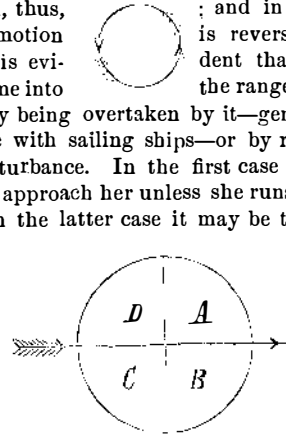 , thus, ; and in
motion is revers
is evi- dent tha
me into the range
y being overtaken by it—gen
e with sailing ships—or by r
turbance. In the first case
approach her unless she runs
n the latter case it may be t
D A
C B